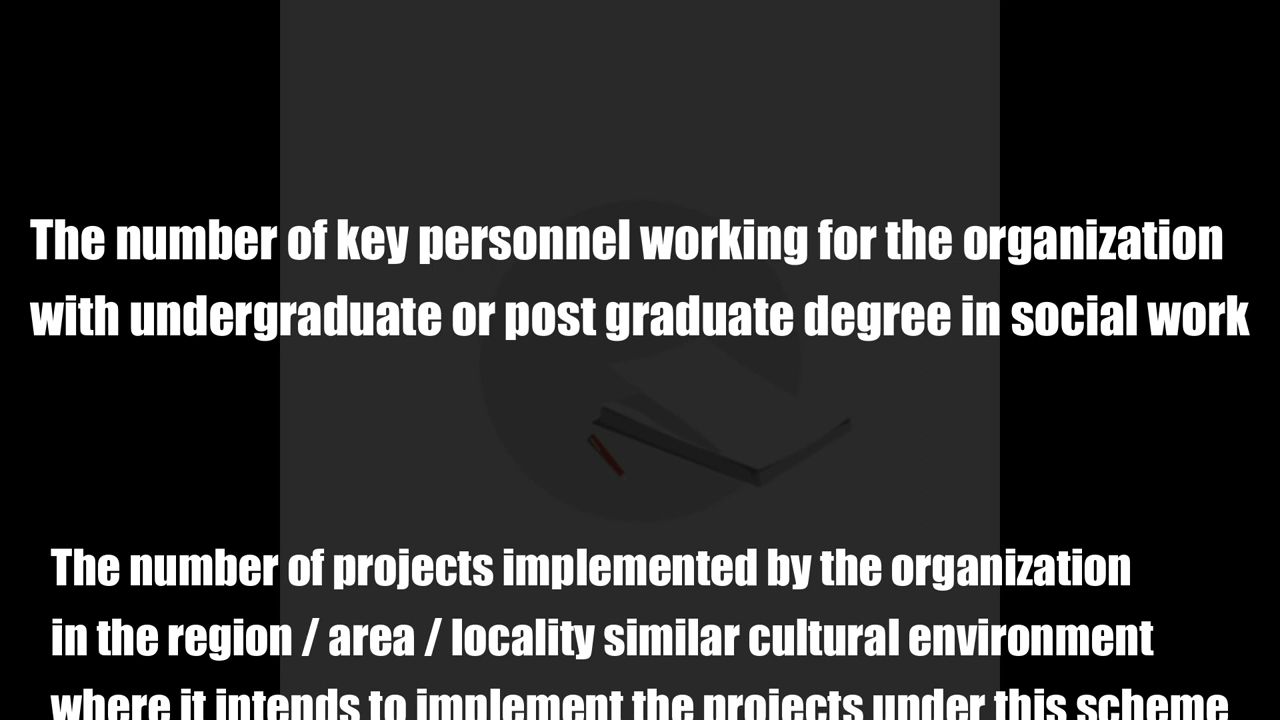 The number of key personnel working for the organization
with undergraduate or post graduate degree in social work
The number of projects implemented by the organization
in the region / area / locality similar cultural environment
where it intends to implement the projects under this scheme